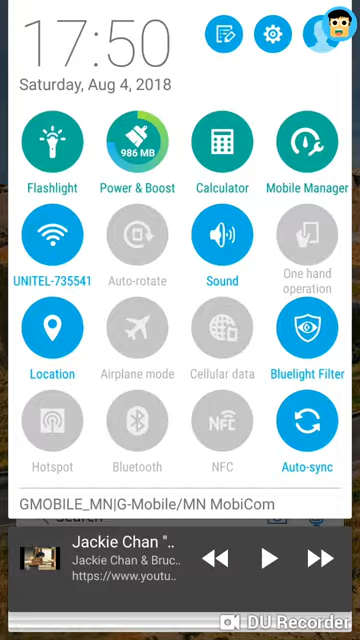 17:50
Saturday, Aug 4, 2018
986 MB
Flashlight
Power & Boost
Calculator
Mobile Manager
UNITEL-735541
Auto-rotate
Sound
One hand
operation
Location
Airplane mode
Cellular data
Bluelight Filter
NFC
Hotspot
Bluetooth
NFC
Auto-sync
GMOBILE_MN|G-Mobile/MN MobiCom
Search
Jackie Chan "..
Jackie Chan & Bruc..
https://www.youtu..
DU Recorder